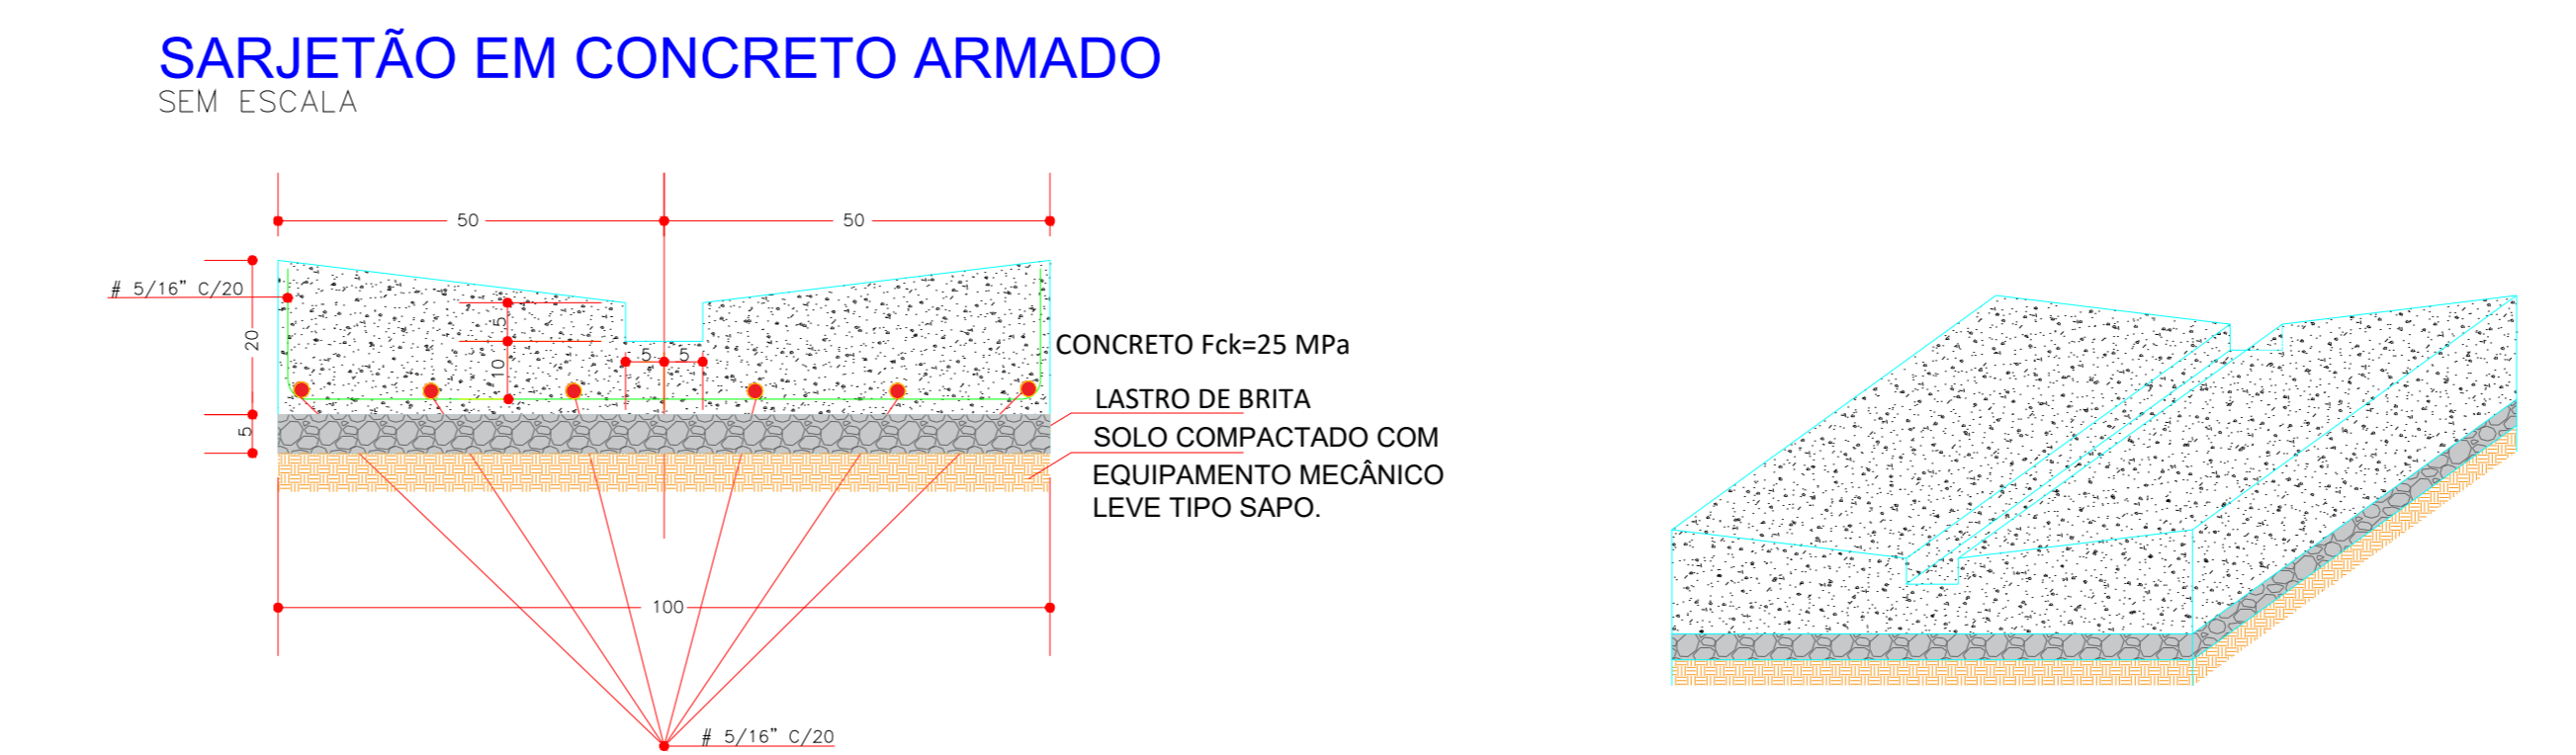 SARJETÃO EM CONCRETO ARMADO
SEM ESCALA
50
50
# 5/16" C/20
20
5
10
5
5
5
CONCRETO Fck=25 MPa
LASTRO DE BRITA
SOLO COMPACTADO COM
EQUIPAMENTO MECÂNICO
LEVE TIPO SAPO.
100
# 5/16" C/20